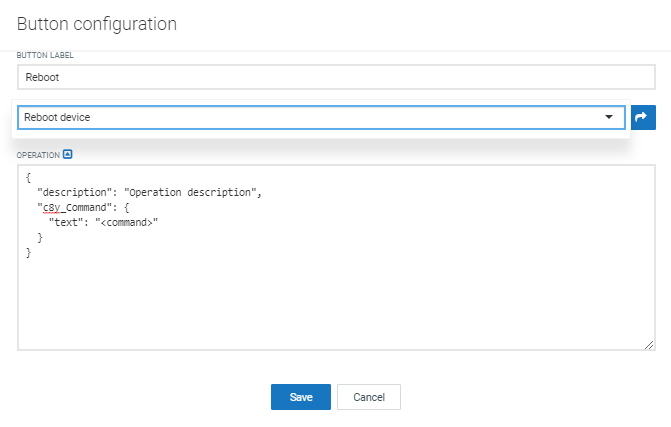 Button configuration
BUTTON LABEL
Reboot
Reboot device
OPERATION
{
  "description": "Operation description",
  "c8y_Command": {
    "text": "<command>"
  }
}
Save
Cancel